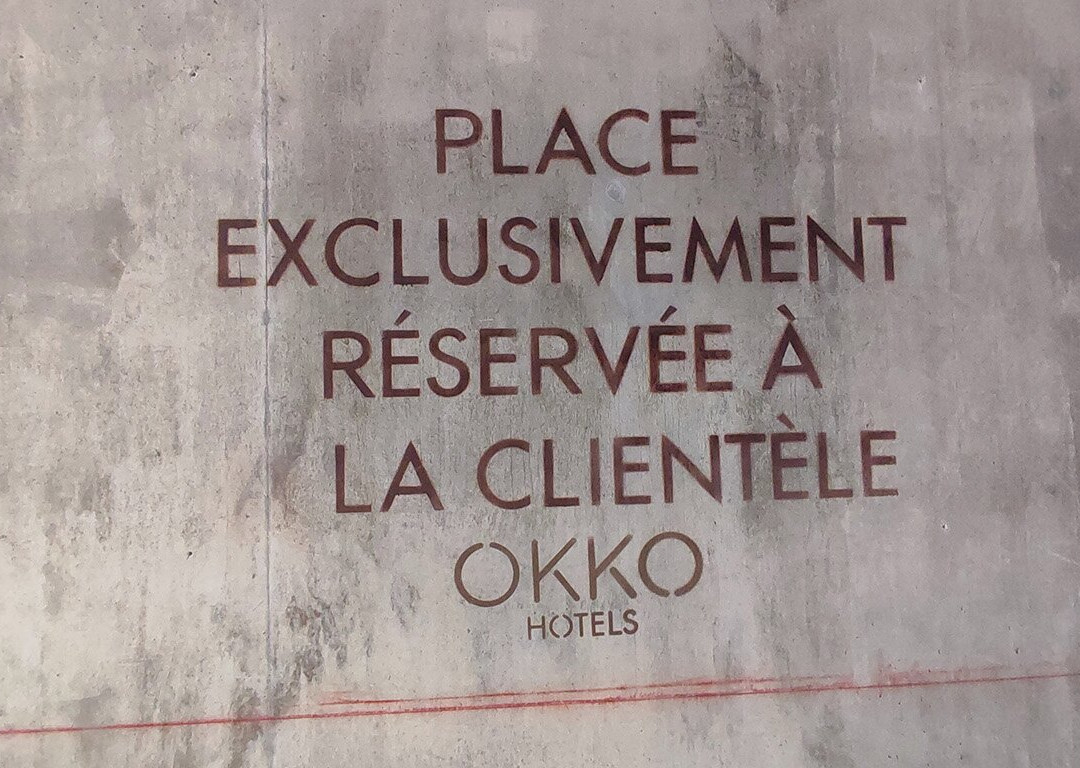 PLACE
EXCLUSIVEMENT
RÉSERVÉE À
LA CLIENTÈLE
OKKO
HOTELS